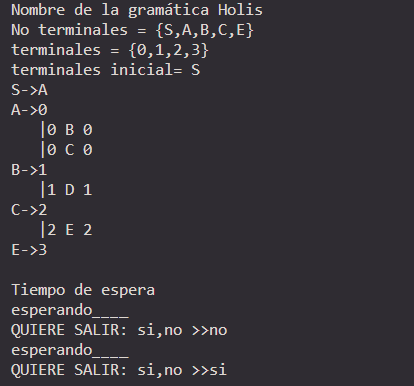 Nombre de la gramática Holis
No terminales = {S,A,B,C,E}
terminales = {0,1,2,3}
terminales inicial= S
S->A
A->0
|0 B 0
|0 C 0
B->1
|1 D 1
C->2
|2 E 2
E->3
Tiempo de espera
esperando____
QUIERE SALIR: si,no >>no
esperando____
QUIERE SALIR: si,no >>si